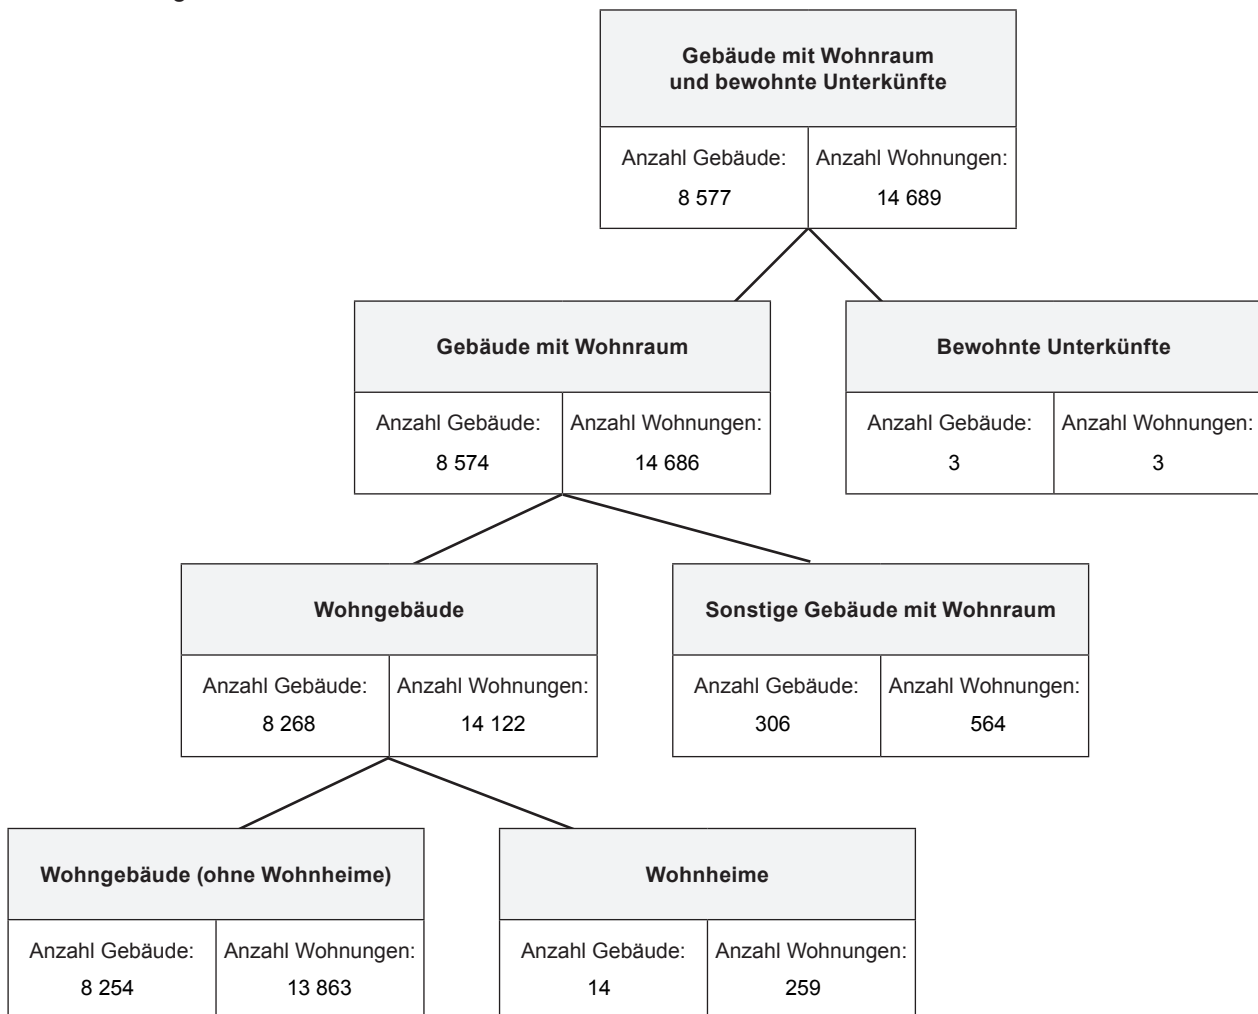 Gebäude mit Wohnraum
und bewohnte Unterkünfte
Anzahl Gebäude: Anzahl Wohnungen:
8 577 14 689
Gebäude mit Wohnraum Bewohnte Unterkünfte
Anzahl Gebäude: Anzahl Wohnungen: Anzahl Gebäude: Anzahl Wohnungen:
8 574 14 686 3 3
Wohngebäude Sonstige Gebäude mit Wohnraum
Anzahl Gebäude: Anzahl Wohnungen: Anzahl Gebäude: Anzahl Wohnungen:
8 268 14 122 306 564
Wohngebäude (ohne Wohnheime) Wohnheime
Anzahl Gebäude: Anzahl Wohnungen: Anzahl Gebäude: Anzahl Wohnungen:
8 254 13 863 14 259